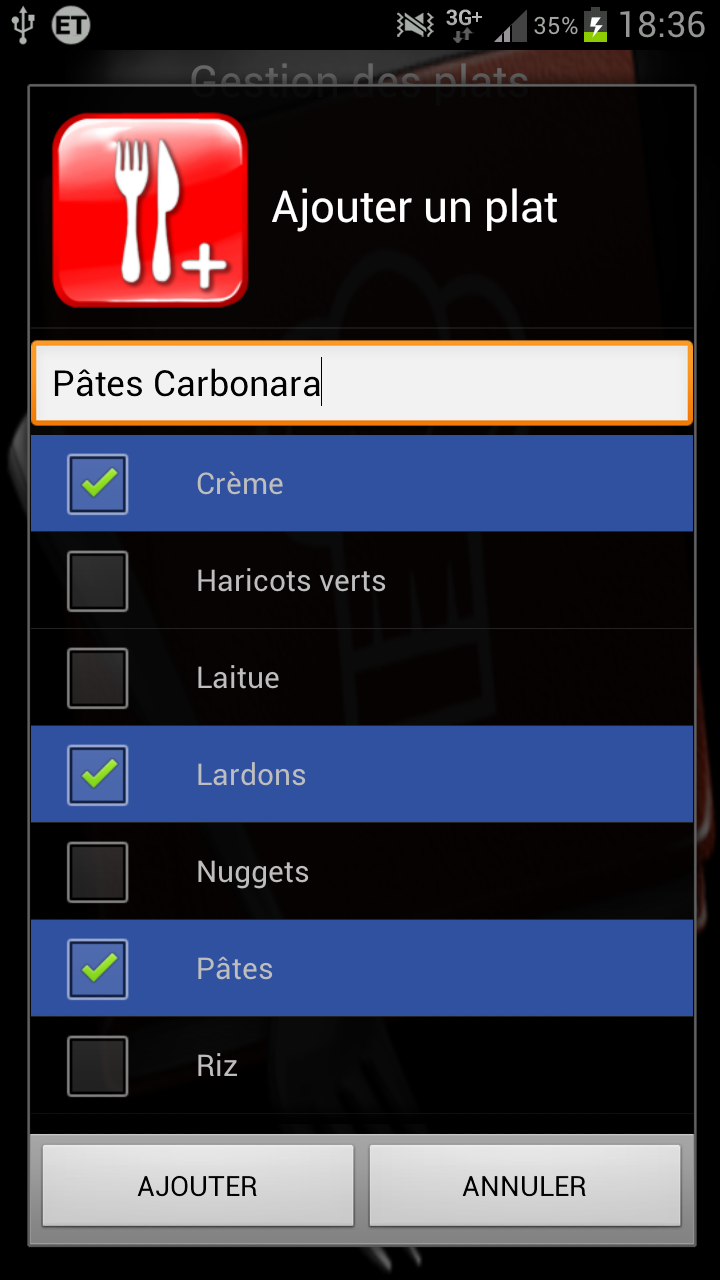 ET 3G+ 35% 18:36
Gestion des plats
Ajouter un plat
Pâtes Carbonara
Crème
Haricots verts
Laitue
Lardons
Nuggets
Pâtes
Riz
AJOUTER ANNULER